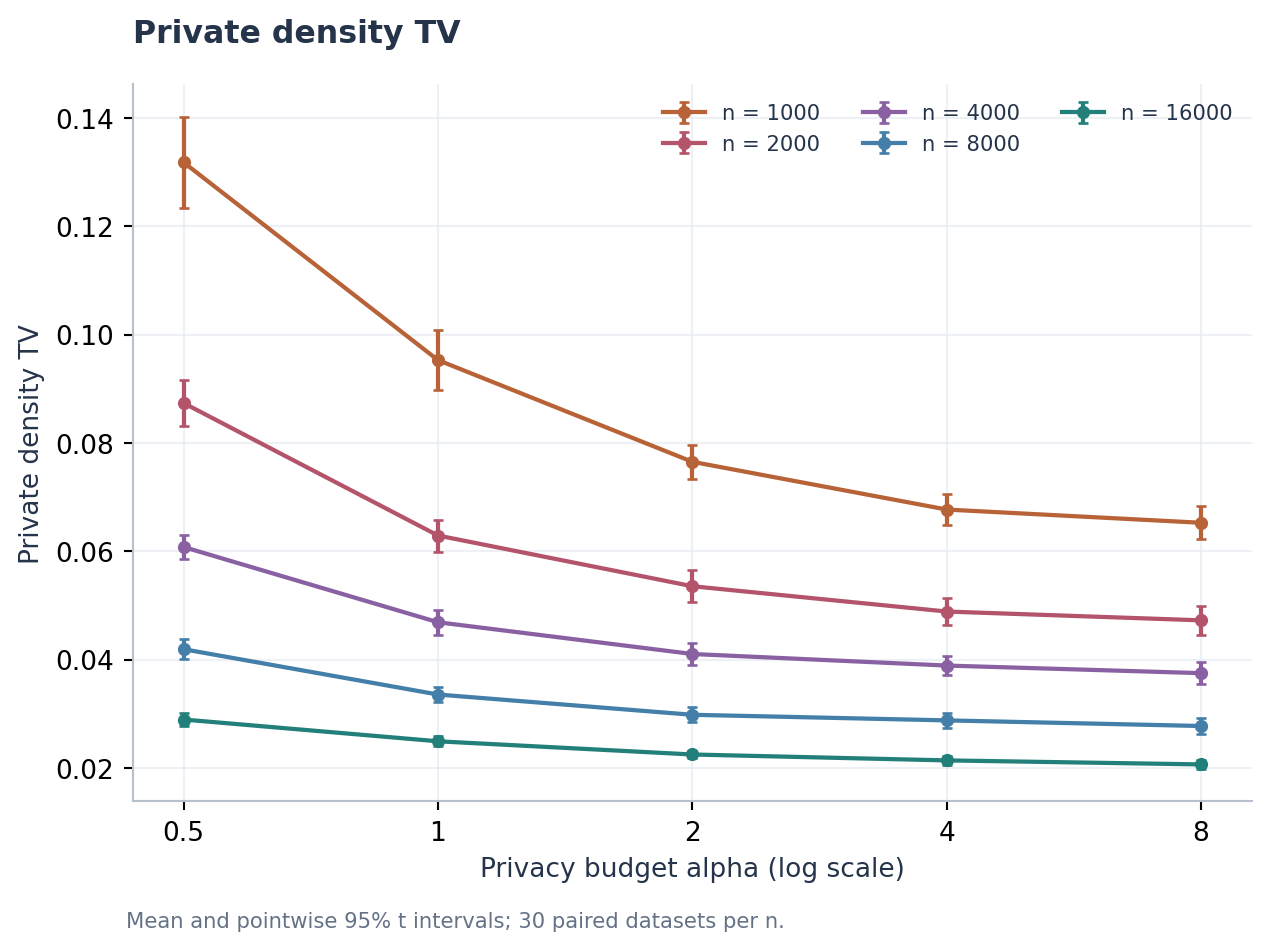 Private density TV
n = 1000
n = 2000
n = 4000
n = 8000
n = 16000
Private density TV
0.14
0.12
0.10
0.08
0.06
0.04
0.02
0.5 1 2 4 8
Privacy budget alpha (log scale)
Mean and pointwise 95% t intervals; 30 paired datasets per n.